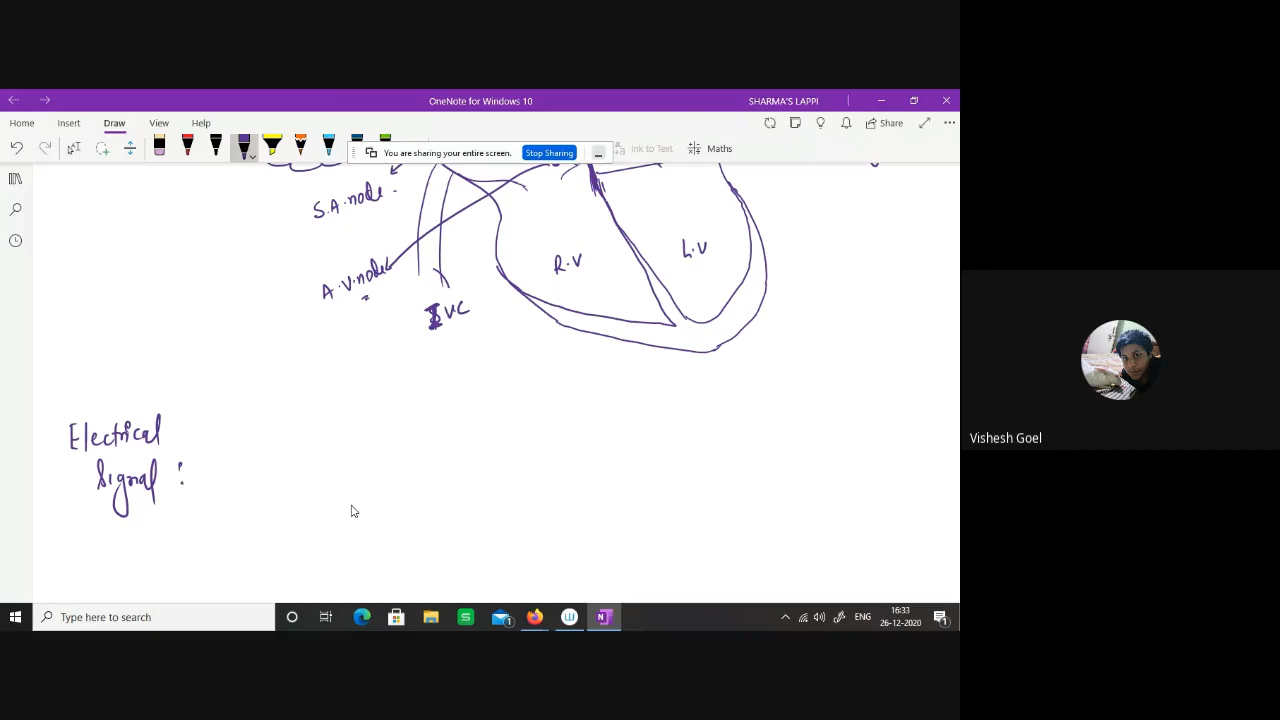 OneNote for Windows 10
SHARMA'S LAPPI
Home Insert Draw View Help
Share
You are sharing your entire screen.
Stop Sharing
Ink to Text
Maths
S.A.node
A.V.node
IVC
R.V
L.V
Electrical
Signal :
Vishesh Goel
Type here to search
1
ENG
16:33
26-12-2020
1